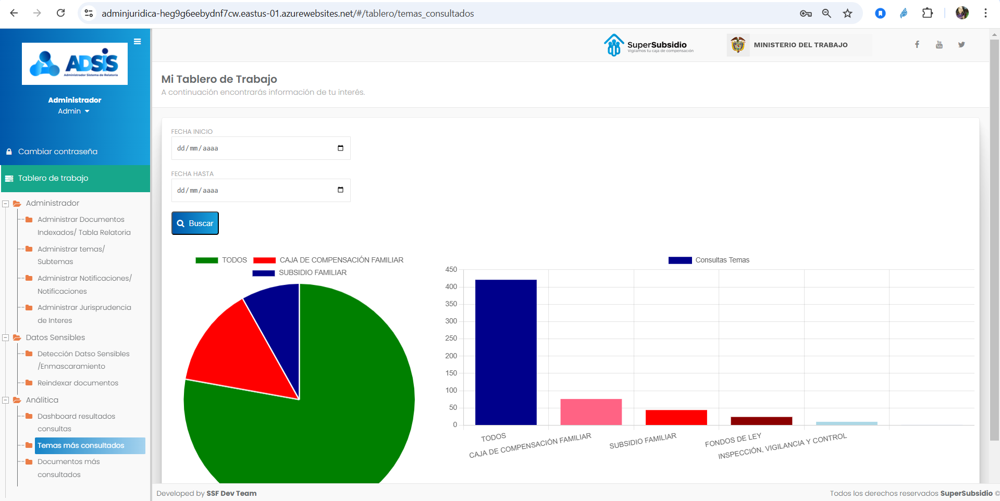 adminjuridica-heg9g6eebydnf7cw.eastus-01.azurewebsites.net/#/tablero/temas_consultados
ADSIS
Administrador Sistema de Relatoria
Administrador
Admin
Cambiar contraseña
Tablero de trabajo
Administrador
Administrar Documentos
Indexados/ Tabla Relatoria
Administrar temas/
Subtemas
Administrar Notificaciones/
Notificaciones
Administrar Jurisprudencia
de Interes
Datos Sensibles
Detección Datso Sensibles
/Enmascaramiento
Reindexar documentos
Análitica
Dashboard resultados
consultas
Temas más consultados
Documentos más
consultados
SuperSubsidio
Vigilamos tu caja de compensación
MINISTERIO DEL TRABAJO
Mi Tablero de Trabajo
A continuación encontrarás información de tu interés.
FECHA INICIO
dd/mm/aaaa
FECHA HASTA
dd/mm/aaaa
Buscar
TODOS CAJA DE COMPENSACIÓN FAMILIAR
SUBSIDIO FAMILIAR
Consultas Temas
450
400
350
300
250
200
150
100
50
0
TODOS
CAJA DE COMPENSACIÓN FAMILIAR
SUBSIDIO FAMILIAR
FONDOS DE LEY
INSPECCIÓN, VIGILANCIA Y CONTROL
Developed by SSF Dev Team
Todos los derechos reservados SuperSubsidio ©